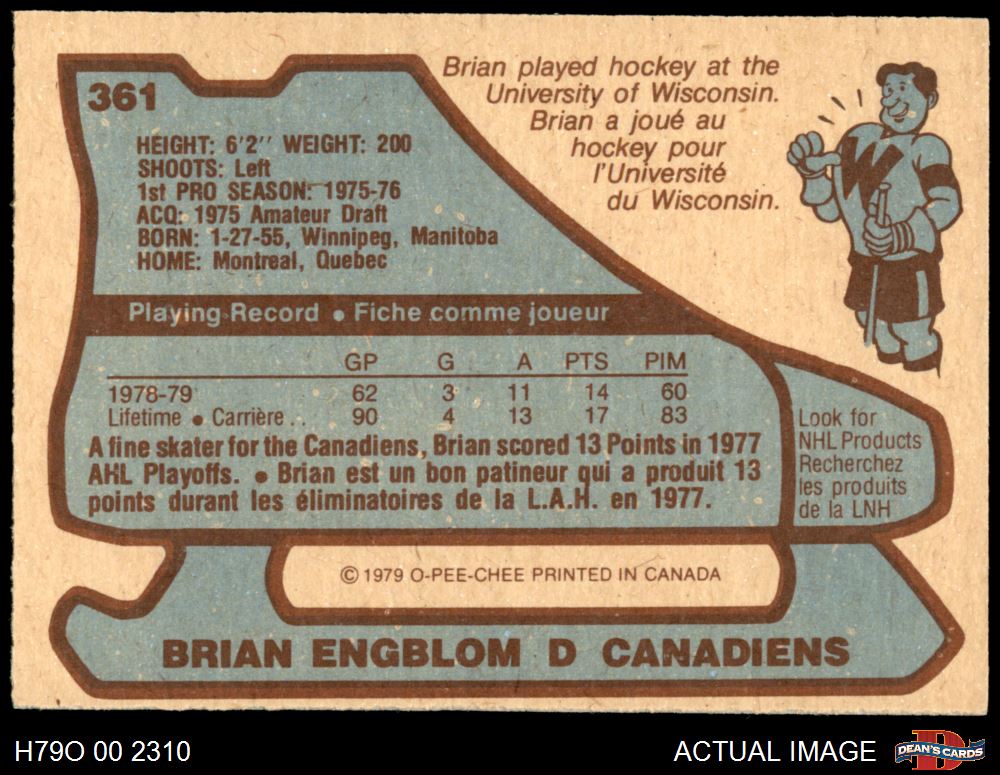 361
Brian played hockey at the
University of Wisconsin.
Brian a joué au
hockey pour
l'Université
du Wisconsin.
W
HEIGHT: 6'2'' WEIGHT: 200
SHOOTS: Left
1st PRO SEASON: 1975-76
ACQ: 1975 Amateur Draft
BORN: 1-27-55, Winnipeg, Manitoba
HOME: Montreal, Quebec
Playing Record • Fiche comme joueur
GP G A PTS PIM
1978-79 62 3 11 14 60
Lifetime • Carrière . . 90 4 13 17 83
A fine skater for the Canadiens, Brian scored 13 Points in 1977
AHL Playoffs. • Brian est un bon patineur qui a produit 13
points durant les éliminatoires de la L.A.H. en 1977.
Look for
NHL Products
Recherchez
les produits
de la LNH
© 1979 O-PEE-CHEE PRINTED IN CANADA
BRIAN ENGBLOM D CANADIENS
H79O 00 2310
ACTUAL IMAGE
D
DEAN'S CARDS